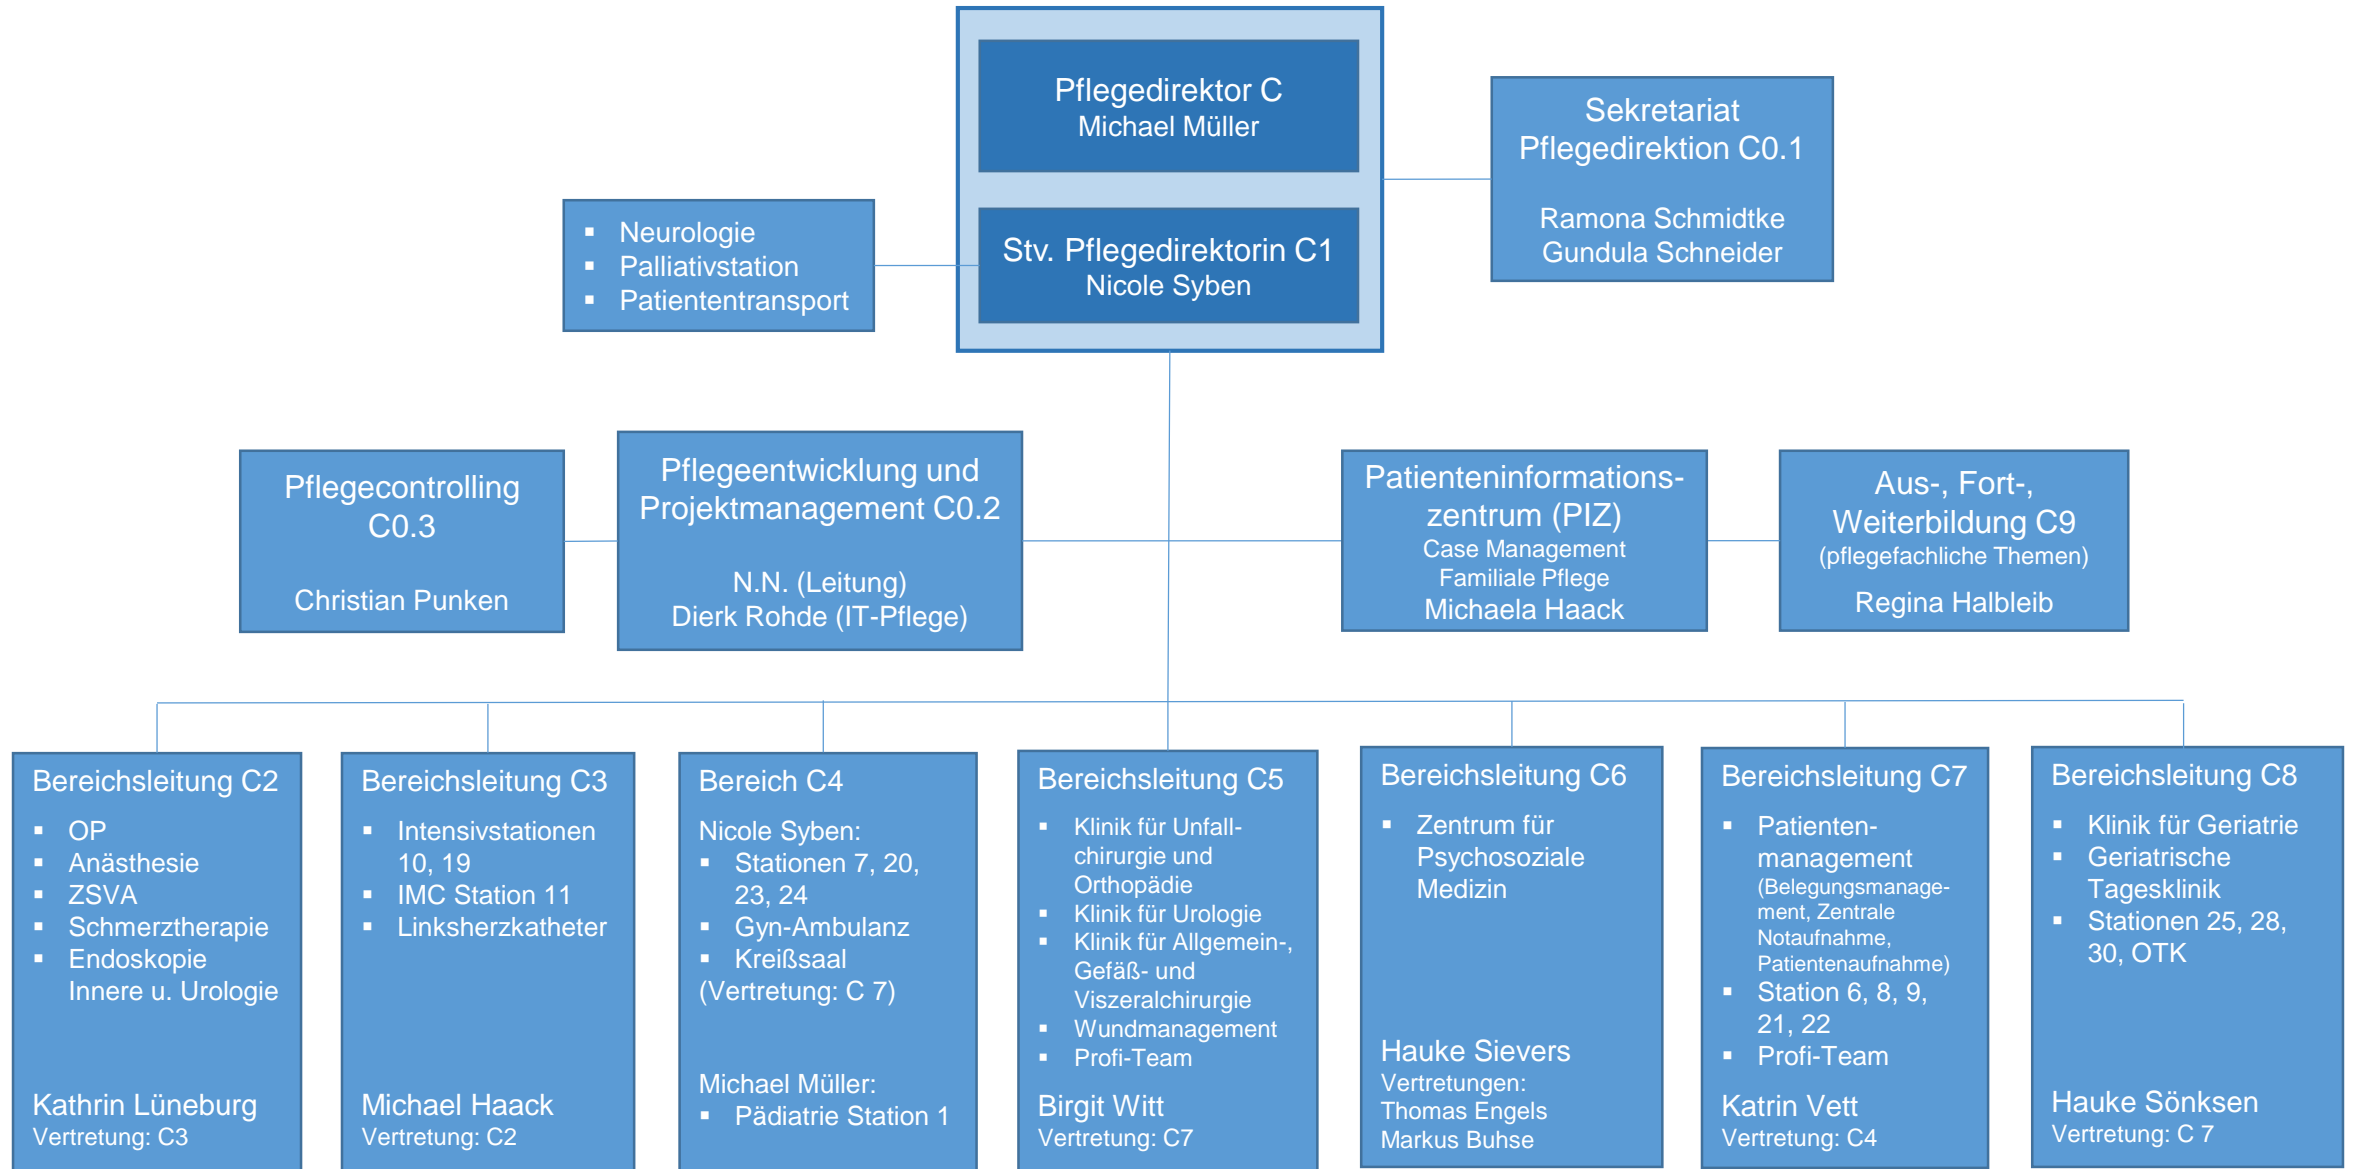 Pflegedirektor C
Michael Müller
Stv. Pflegedirektorin C1
Nicole Syben
Sekretariat
Pflegedirektion C0.1
Ramona Schmidtke
Gundula Schneider
▪ Neurologie
▪ Palliativstation
▪ Patiententransport
Pflegecontrolling
C0.3
Christian Punken
Pflegeentwicklung und
Projektmanagement C0.2
N.N. (Leitung)
Dierk Rohde (IT-Pflege)
Patienteninformations-
zentrum (PIZ)
Case Management
Familiale Pflege
Michaela Haack
Aus-, Fort-,
Weiterbildung C9
(pflegefachliche Themen)
Regina Halbleib
Bereichsleitung C2
▪ OP
▪ Anästhesie
▪ ZSVA
▪ Schmerztherapie
▪ Endoskopie
Innere u. Urologie
Kathrin Lüneburg
Vertretung: C3
Bereichsleitung C3
▪ Intensivstationen
10, 19
▪ IMC Station 11
▪ Linksherzkatheter
Michael Haack
Vertretung: C2
Bereich C4
Nicole Syben:
▪ Stationen 7, 20,
23, 24
▪ Gyn-Ambulanz
▪ Kreißsaal
(Vertretung: C 7)
Michael Müller:
▪ Pädiatrie Station 1
Bereichsleitung C5
▪ Klinik für Unfall-
chirurgie und
Orthopädie
▪ Klinik für Urologie
▪ Klinik für Allgemein-,
Gefäß- und
Viszeralchirurgie
▪ Wundmanagement
▪ Profi-Team
Birgit Witt
Vertretung: C7
Bereichsleitung C6
▪ Zentrum für
Psychosoziale
Medizin
Hauke Sievers
Vertretungen:
Thomas Engels
Markus Buhse
Bereichsleitung C7
▪ Patienten-
management
(Belegungsmanage-
ment, Zentrale
Notaufnahme,
Patientenaufnahme)
▪ Station 6, 8, 9,
21, 22
▪ Profi-Team
Katrin Vett
Vertretung: C4
Bereichsleitung C8
▪ Klinik für Geriatrie
▪ Geriatrische
Tagesklinik
▪ Stationen 25, 28,
30, OTK
Hauke Sönksen
Vertretung: C 7